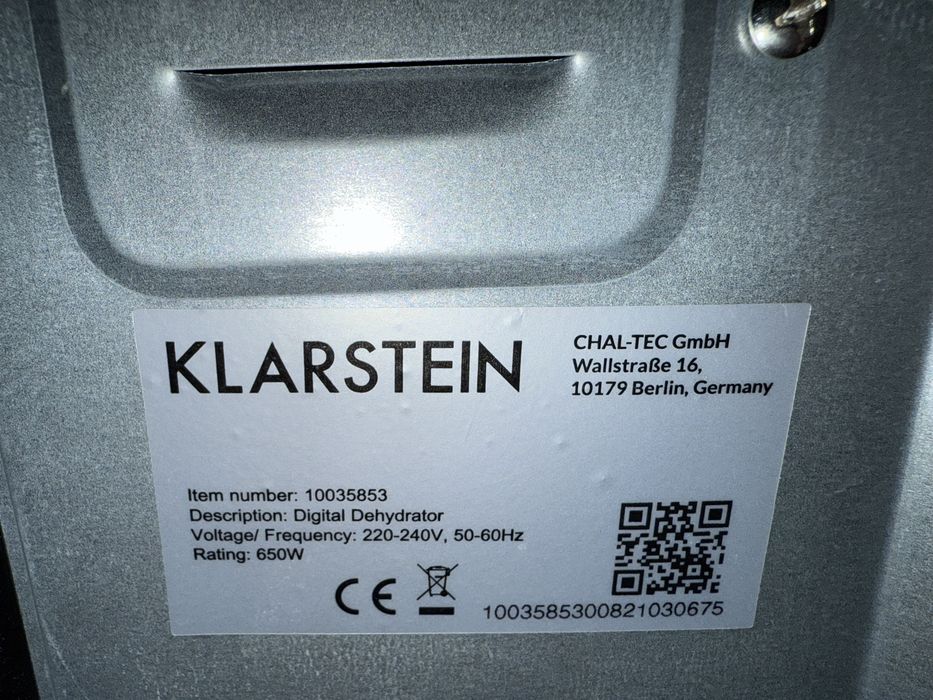 KLARSTEIN
CHAL-TEC GmbH
Wallstraße 16,
10179 Berlin, Germany
Item number: 10035853
Description: Digital Dehydrator
Voltage/ Frequency: 220-240V, 50-60Hz
Rating: 650W
CE
1003585300821030675